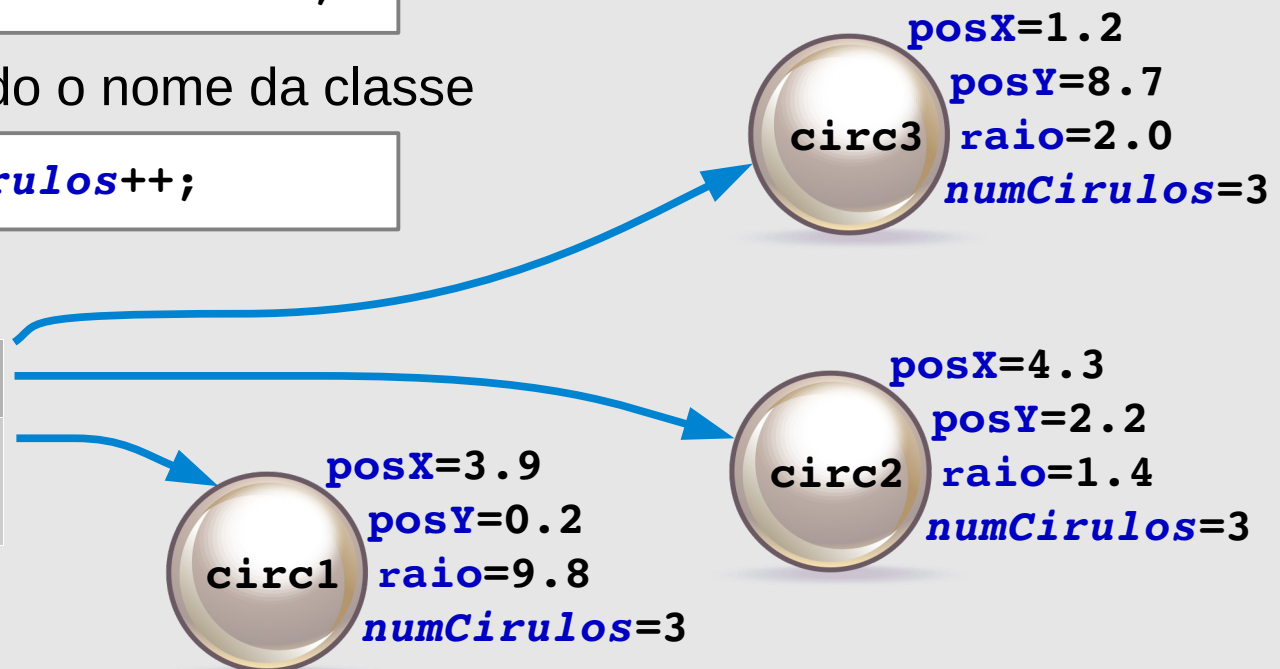 o nome da classe
++;
posX=1.2
posY=8.7
circ3
raio=2.0
numCirulos=3
posX=4.3
posY=2.2
circ2
raio=1.4
numCirulos=3
posX=3.9
posY=0.2
circ1
raio=9.8
numCirulos=3